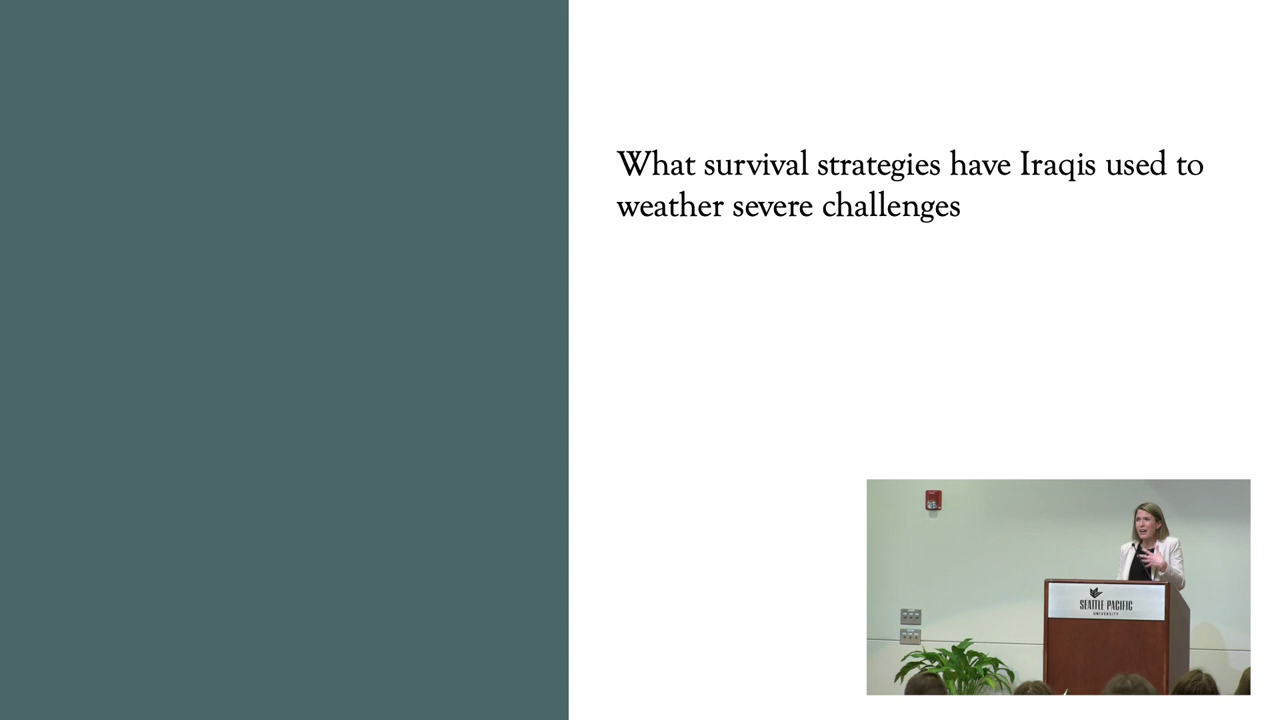 What survival strategies have Iraqis used to
weather severe challenges
SEATTLE PACIFIC
UNIVERSITY